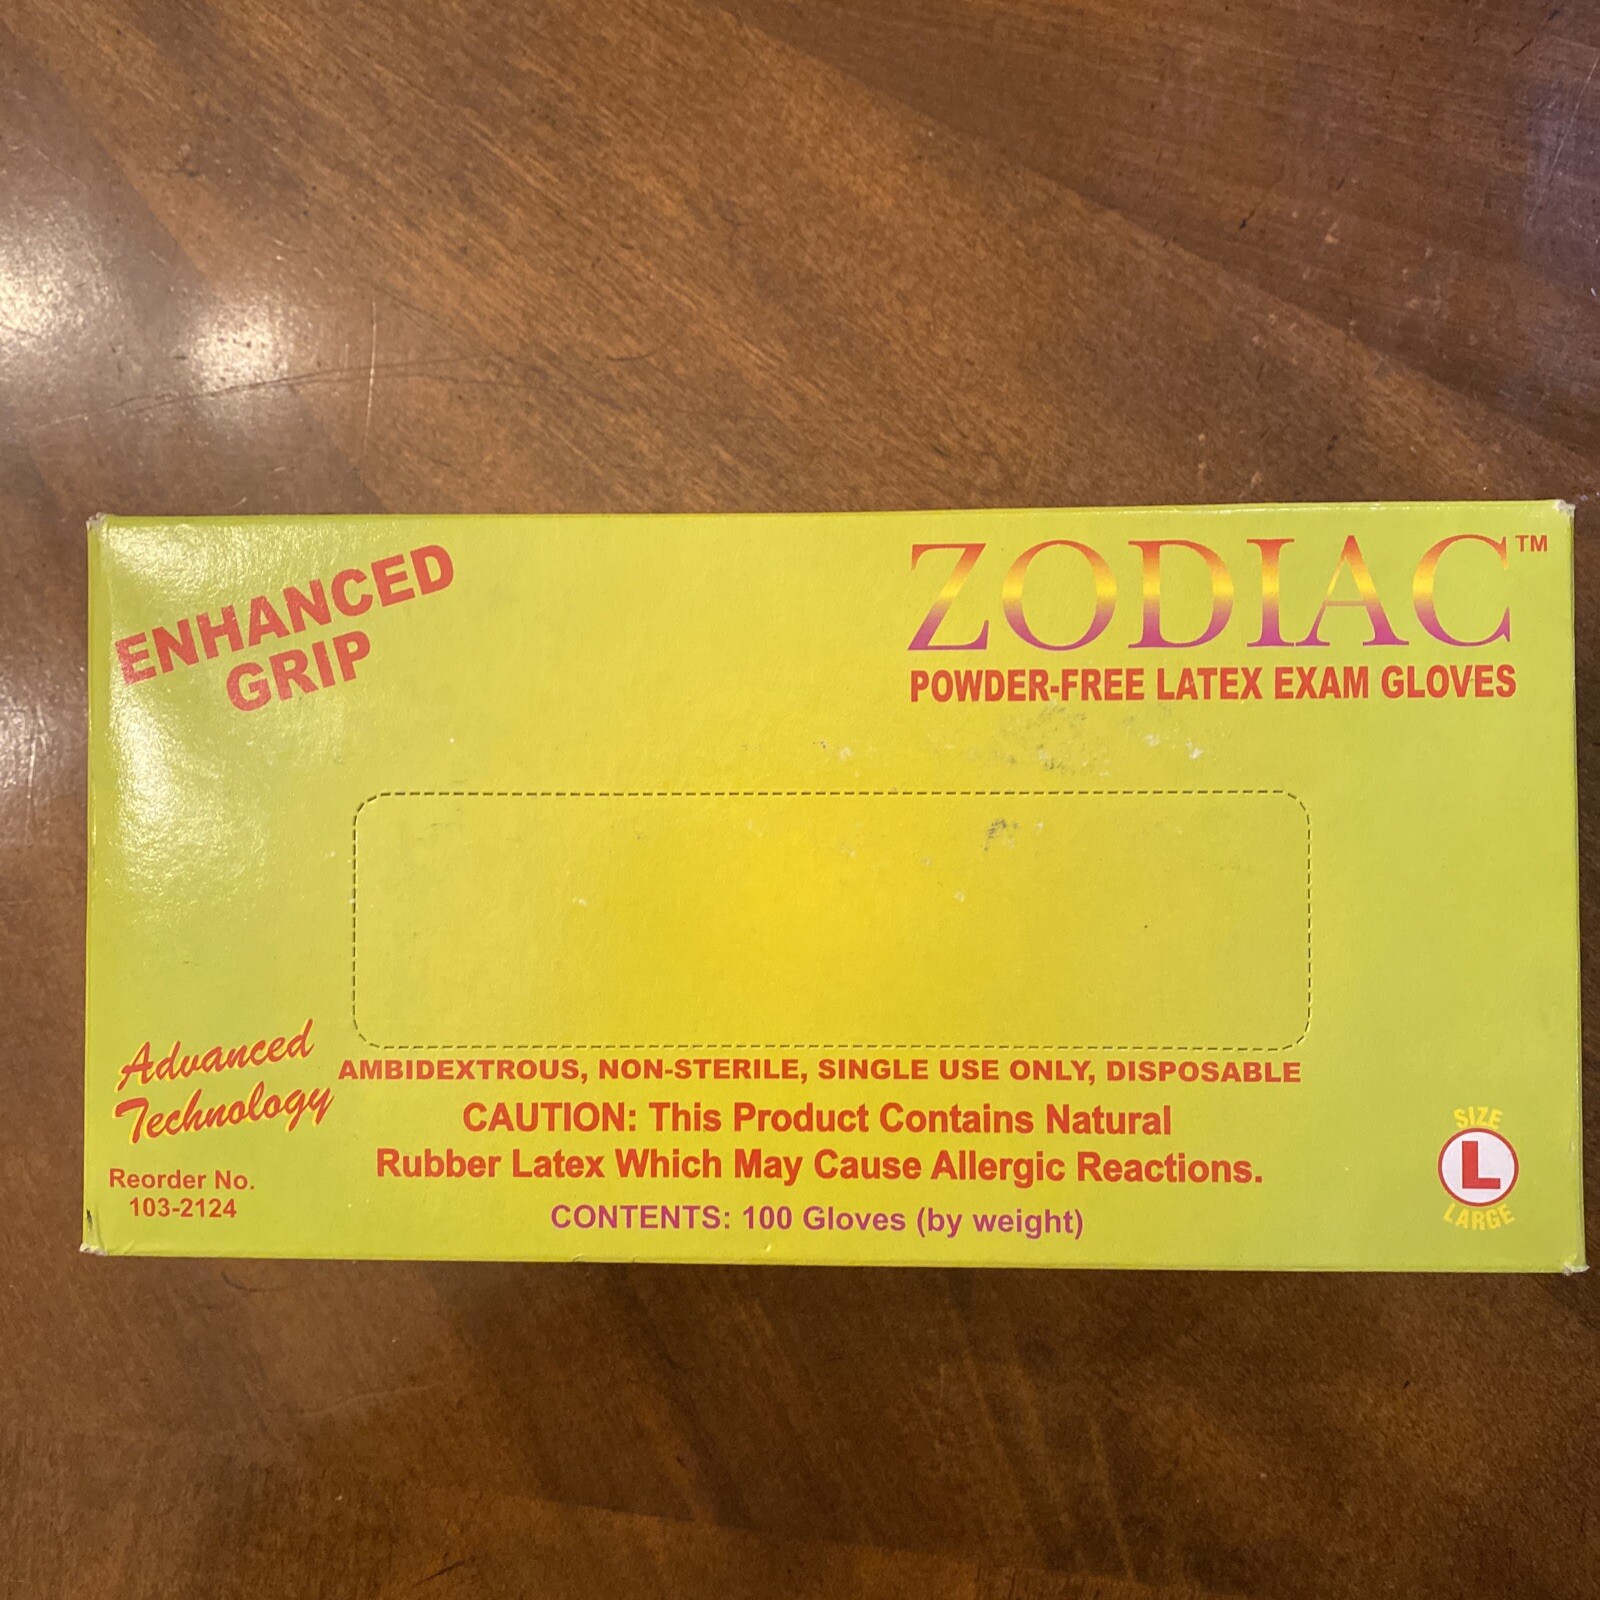 ENHANCED
GRIP
ZODIAC™
POWDER-FREE LATEX EXAM GLOVES
Advanced
Technology
AMBIDEXTROUS, NON-STERILE, SINGLE USE ONLY, DISPOSABLE
CAUTION: This Product Contains Natural
Rubber Latex Which May Cause Allergic Reactions.
CONTENTS: 100 Gloves (by weight)
Reorder No.
103-2124
SIZE
L
LARGE